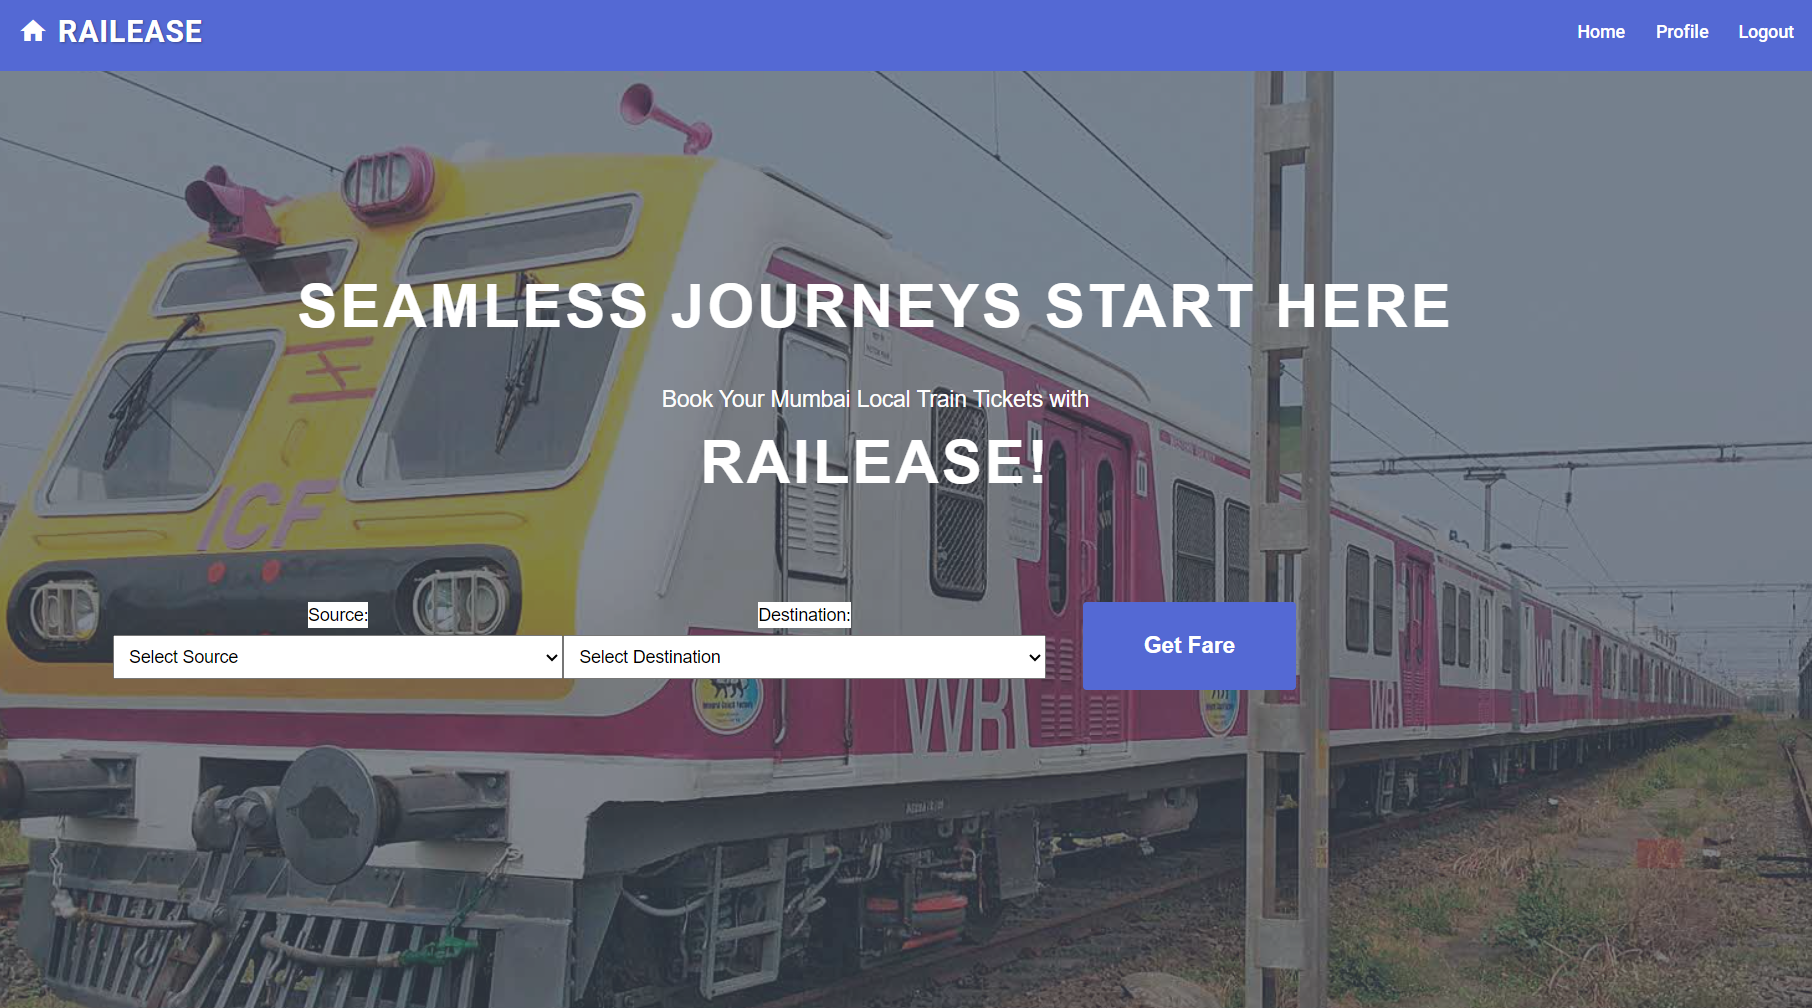 RAILEASE
Home Profile Logout
SEAMLESS JOURNEYS START HERE
Book Your Mumbai Local Train Tickets with
RAILEASE!
Source: Destination:
Select Source Select Destination Get Fare
ICF
WR
WR